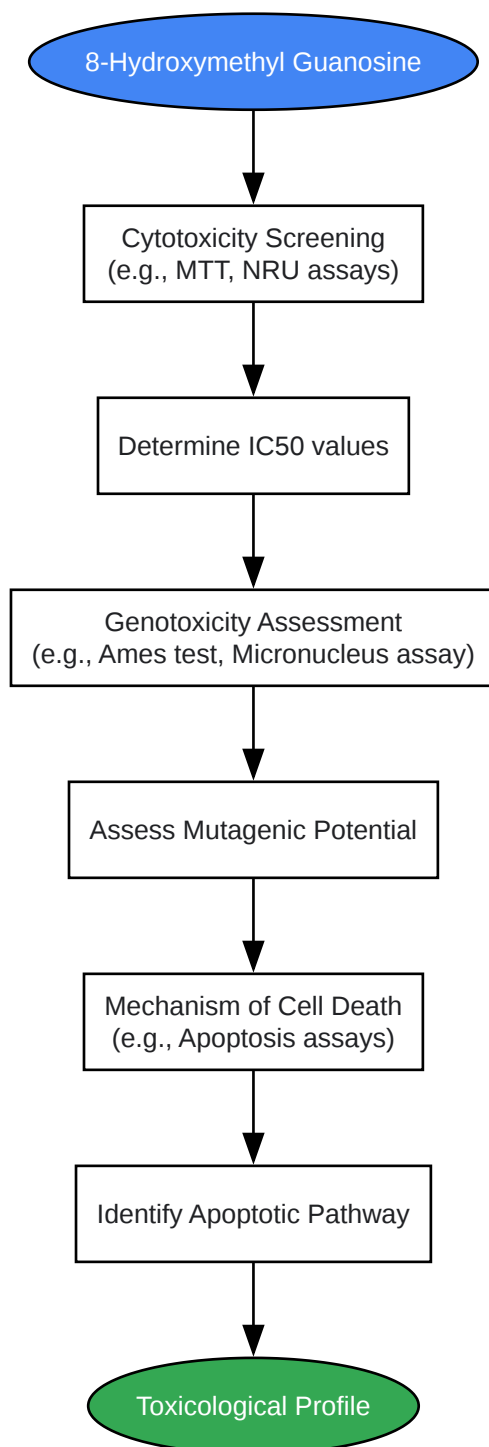 8-Hydroxymethyl Guanosine
Cytotoxicity Screening
(e.g., MTT, NRU assays)
Determine IC50 values
Genotoxicity Assessment
(e.g., Ames test, Micronucleus assay)
Assess Mutagenic Potential
Mechanism of Cell Death
(e.g., Apoptosis assays)
Identify Apoptotic Pathway
Toxicological Profile